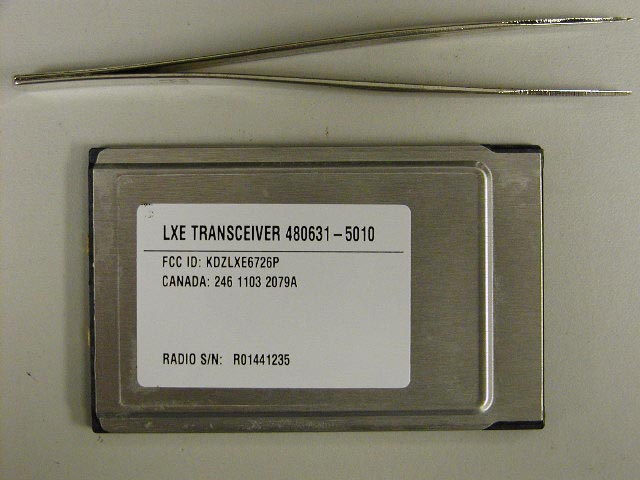 LXE TRANSCEIVER 480631-5010
FCC ID: KDZLXE6726P
CANADA: 246 1103 2079A
RADIO S/N: R01441235